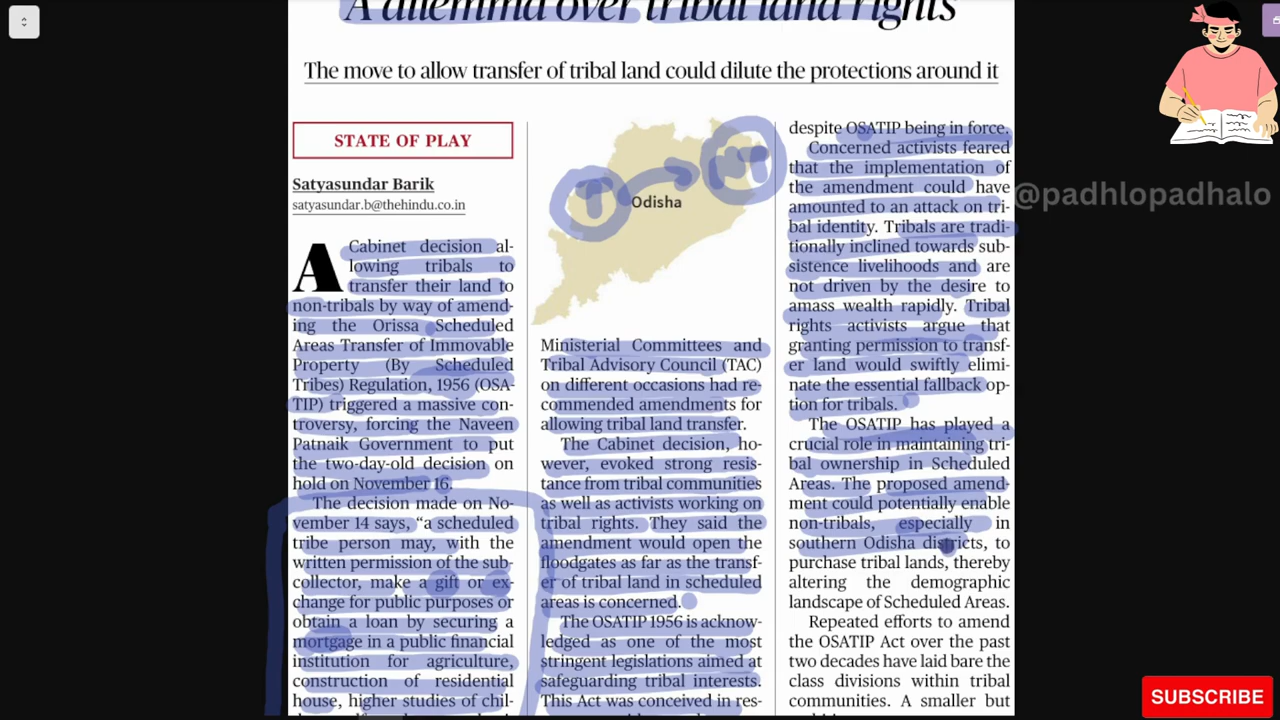 A dilemma over tribal land rights
The move to allow transfer of tribal land could dilute the protections around it
STATE OF PLAY
Satyasundar Barik
satyasundar.b@thehindu.co.in
A Cabinet decision al-
lowing tribals to
transfer their land to
non-tribals by way of amend-
ing the Orissa Scheduled
Areas Transfer of Immovable
Property (By Scheduled
Tribes) Regulation, 1956 (OSA-
TIP) triggered a massive con-
troversy, forcing the Naveen
Patnaik Government to put
the two-day-old decision on
hold on November 16.
The decision made on No-
vember 14 says, “a scheduled
tribe person may, with the
written permission of the sub-
collector, make a gift or ex-
change for public purposes or
obtain a loan by securing a
mortgage in a public financial
institution for agriculture,
construction of residential
house, higher studies of chil-
T
NT
Odisha
Ministerial Committees and
Tribal Advisory Council (TAC)
on different occasions had re-
commended amendments for
allowing tribal land transfer.
The Cabinet decision, ho-
wever, evoked strong resis-
tance from tribal communities
as well as activists working on
tribal rights. They said the
amendment would open the
floodgates as far as the transf-
er of tribal land in scheduled
areas is concerned.
The OSATIP 1956 is acknow-
ledged as one of the most
stringent legislations aimed at
safeguarding tribal interests.
This Act was conceived in res-
despite OSATIP being in force.
Concerned activists feared
that the implementation of
the amendment could have
amounted to an attack on tri-
bal identity. Tribals are tradi-
tionally inclined towards sub-
sistence livelihoods and are
not driven by the desire to
amass wealth rapidly. Tribal
rights activists argue that
granting permission to transf-
er land would swiftly elimi-
nate the essential fallback op-
tion for tribals.
The OSATIP has played a
crucial role in maintaining tri-
bal ownership in Scheduled
Areas. The proposed amend-
ment could potentially enable
non-tribals, especially in
southern Odisha districts, to
purchase tribal lands, thereby
altering the demographic
landscape of Scheduled Areas.
Repeated efforts to amend
the OSATIP Act over the past
two decades have laid bare the
class divisions within tribal
communities. A smaller but
@padhlopadhalo
SUBSCRIBE